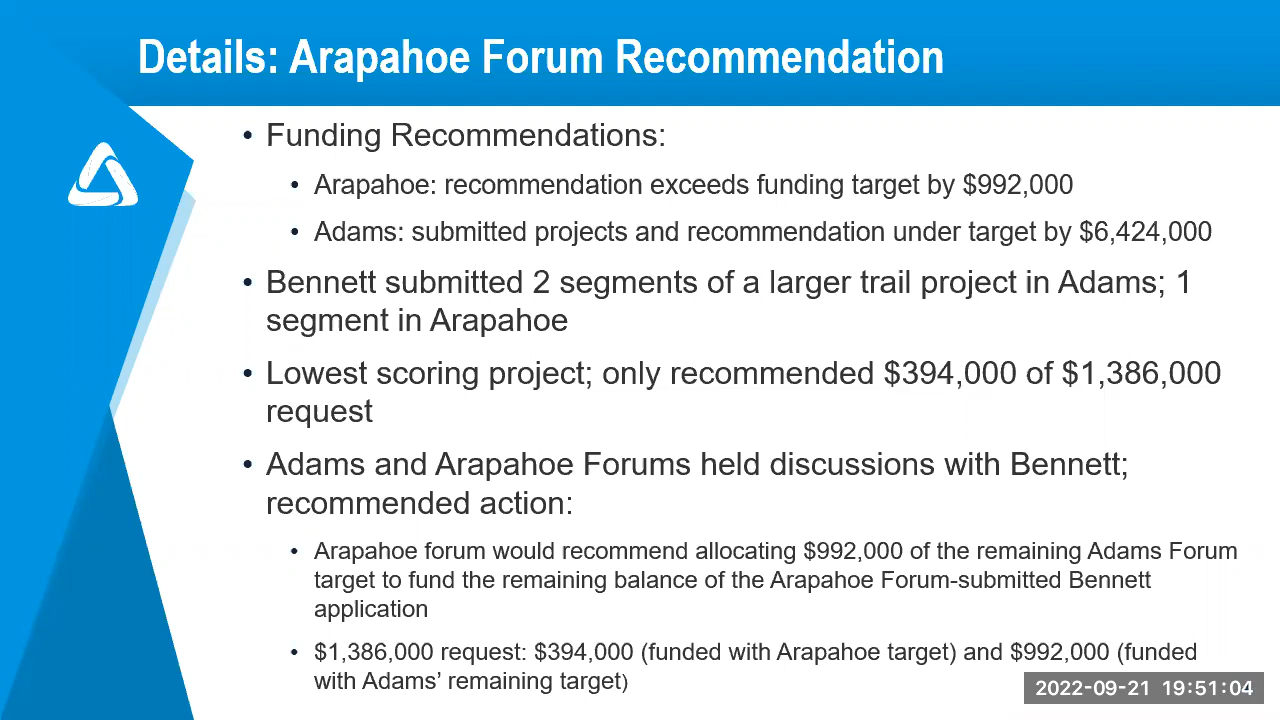 Details: Arapahoe Forum Recommendation
• Funding Recommendations:
• Arapahoe: recommendation exceeds funding target by $992,000
• Adams: submitted projects and recommendation under target by $6,424,000
• Bennett submitted 2 segments of a larger trail project in Adams; 1
segment in Arapahoe
• Lowest scoring project; only recommended $394,000 of $1,386,000
request
• Adams and Arapahoe Forums held discussions with Bennett;
recommended action:
• Arapahoe forum would recommend allocating $992,000 of the remaining Adams Forum
target to fund the remaining balance of the Arapahoe Forum-submitted Bennett
application
• $1,386,000 request: $394,000 (funded with Arapahoe target) and $992,000 (funded
with Adams’ remaining target)
2022-09-21 19:51:04